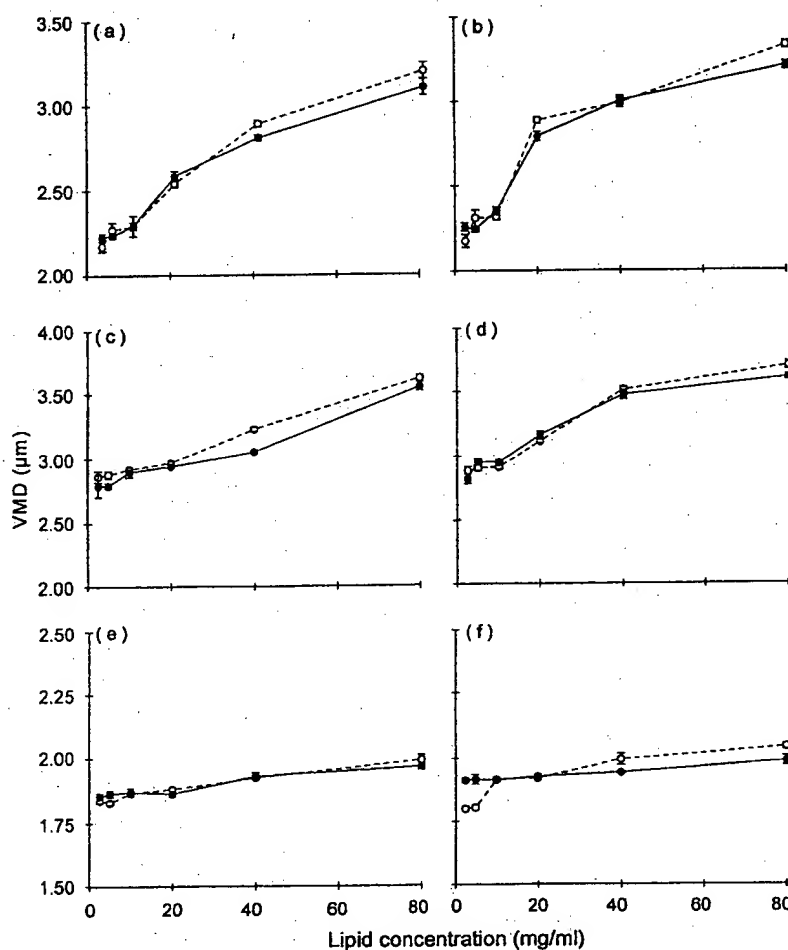 3.50
(a)
(b)
3.00
2.50
2.00
4.00
(c)
(d)
3.50
3.00
2.50
2.00
VMD (µm)
2.50
(e)
(f)
2.25
2.00
1.75
1.50
0 20 40 60 80 0 20 40 60 80
Lipid concentration (mg/ml)